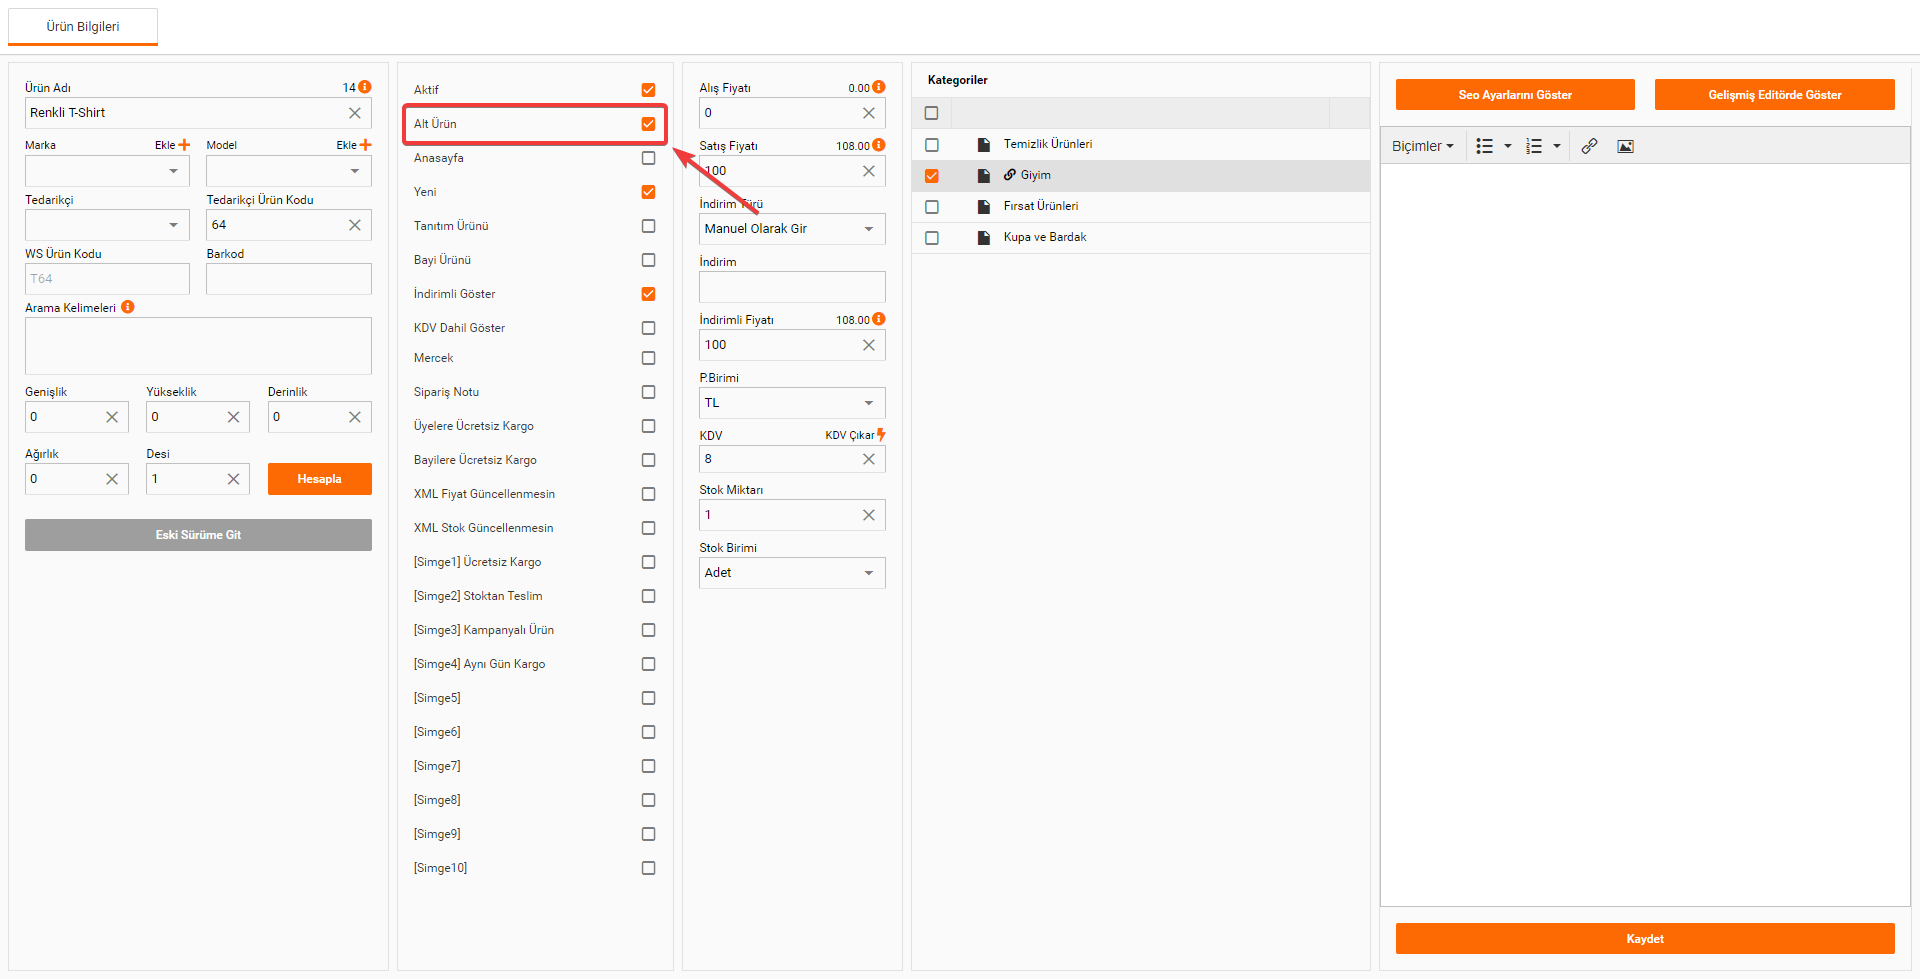 Ürün Bilgileri
Ürün Adı 14
Renkli T-Shirt
Marka Ekle
Model Ekle
Tedarikçi
Tedarikçi Ürün Kodu
64
WS Ürün Kodu
T64
Barkod
Arama Kelimeleri
Genişlik
0
Yükseklik
0
Derinlik
0
Ağırlık
0
Desi
1
Hesapla
Eski Sürüme Git
Aktif
Alt Ürün
Anasayfa
Yeni
Tanıtım Ürünü
Bayi Ürünü
İndirimli Göster
KDV Dahil Göster
Mercek
Sipariş Notu
Üyelere Ücretsiz Kargo
Bayilere Ücretsiz Kargo
XML Fiyat Güncellenmesin
XML Stok Güncellenmesin
[Simge1] Ücretsiz Kargo
[Simge2] Stoktan Teslim
[Simge3] Kampanyalı Ürün
[Simge4] Aynı Gün Kargo
[Simge5]
[Simge6]
[Simge7]
[Simge8]
[Simge9]
[Simge10]
Alış Fiyatı 0.00
0
Satış Fiyatı 108.00
100
İndirim Türü
Manuel Olarak Gir
İndirim
İndirimli Fiyatı 108.00
100
P.Birimi
TL
KDV KDV Çıkar
8
Stok Miktarı
1
Stok Birimi
Adet
Kategoriler
Temizlik Ürünleri
Giyim
Fırsat Ürünleri
Kupa ve Bardak
Seo Ayarlarını Göster
Gelişmiş Editörde Göster
Biçimler
Kaydet